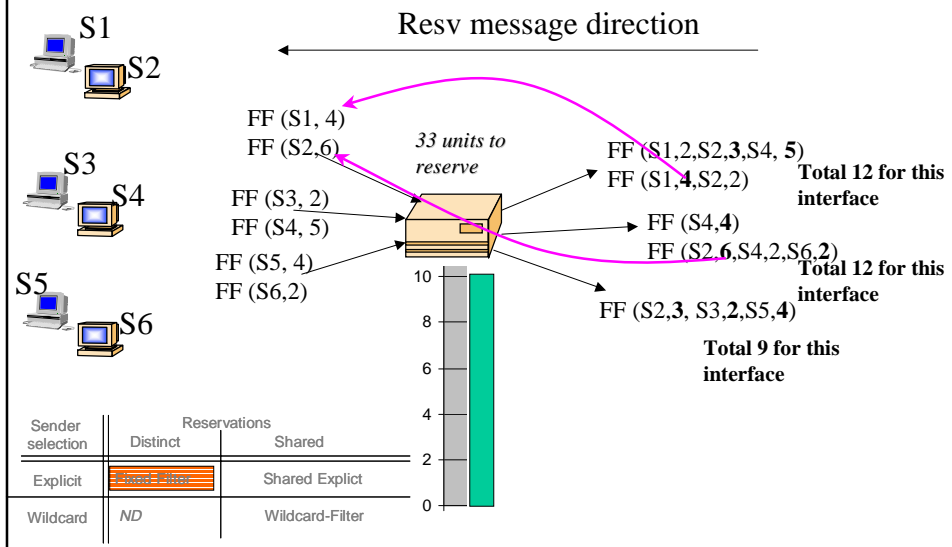 Resv message direction
S1
S2
S3
S4
S5
S6
FF (S1, 4)
FF (S2,6)
FF (S3, 2)
FF (S4, 5)
FF (S5, 4)
FF (S6,2)
33 units to
reserve
FF (S1,2,S2,3,S4, 5)
FF (S1,4,S2,2)
Total 12 for this
interface
FF (S4,4)
FF (S2,6,S4,2,S6,2)
Total 12 for this
interface
FF (S2,3, S3,2,S5,4)
Total 9 for this
interface
10
8
6
4
2
0
Sender
selection
Reservations
Distinct
Shared
Explicit
Fixed Filter
Shared Explict
Wildcard
ND
Wildcard-Filter